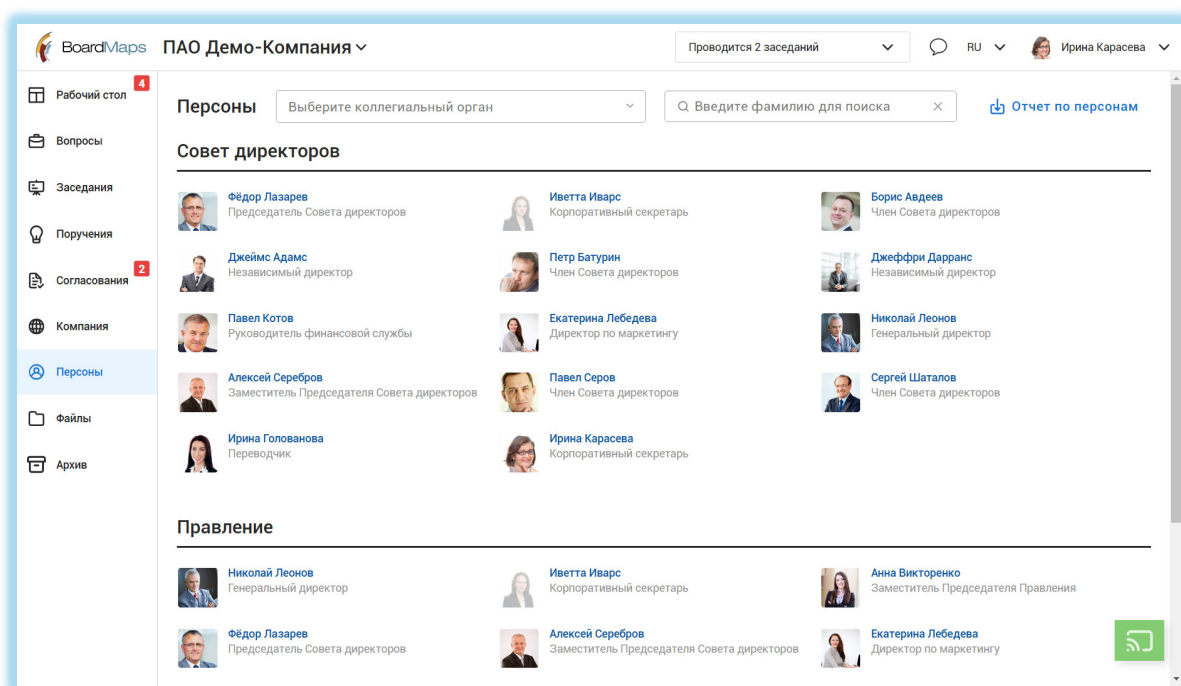 BoardMaps ПАО Демо-Компания Проводится 2 заседаний RU Ирина Карасева
4
Рабочий стол
Вопросы
Заседания
Поручения
2
Согласования
Компания
Персоны
Файлы
Архив
Персоны Выберите коллегиальный орган Введите фамилию для поиска Отчет по персонам
Совет директоров
Фёдор Лазарев
Председатель Совета директоров
Иветта Иварс
Корпоративный секретарь
Борис Авдеев
Член Совета директоров
Джеймс Адамс
Независимый директор
Петр Батурин
Член Совета директоров
Джеффри Дарранс
Независимый директор
Павел Котов
Руководитель финансовой службы
Екатерина Лебедева
Директор по маркетингу
Николай Леонов
Генеральный директор
Алексей Серебров
Заместитель Председателя Совета директоров
Павел Серов
Член Совета директоров
Сергей Шаталов
Член Совета директоров
Ирина Голованова
Переводчик
Ирина Карасева
Корпоративный секретарь
Правление
Николай Леонов
Генеральный директор
Иветта Иварс
Корпоративный секретарь
Анна Викторенко
Заместитель Председателя Правления
Фёдор Лазарев
Председатель Совета директоров
Алексей Серебров
Заместитель Председателя Совета директоров
Екатерина Лебедева
Директор по маркетингу